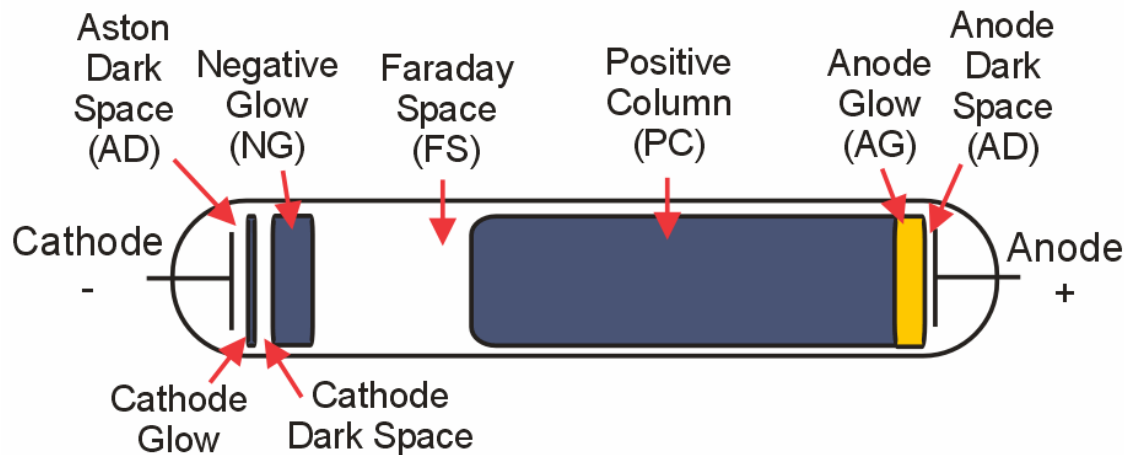 Aston
Dark
Space
(AD)
Negative
Glow
(NG)
Faraday
Space
(FS)
Positive
Column
(PC)
Anode
Glow
(AG)
Anode
Dark
Space
(AD)
Cathode
-
Anode
+
Cathode
Glow
Cathode
Dark Space